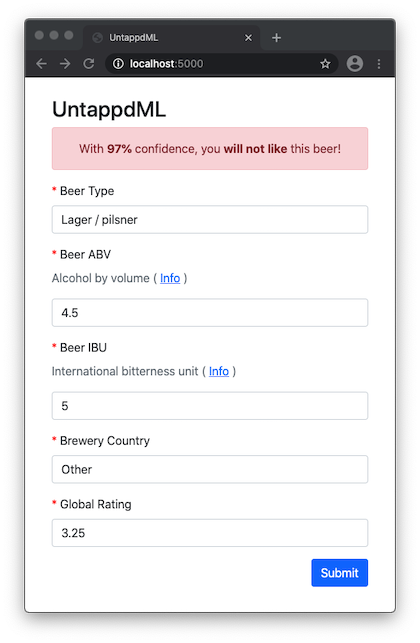 UntappdML
localhost:5000
UntappdML
With 97% confidence, you will not like this beer!
* Beer Type
Lager / pilsner
* Beer ABV
Alcohol by volume ( Info )
4.5
* Beer IBU
International bitterness unit ( Info )
5
* Brewery Country
Other
* Global Rating
3.25
Submit